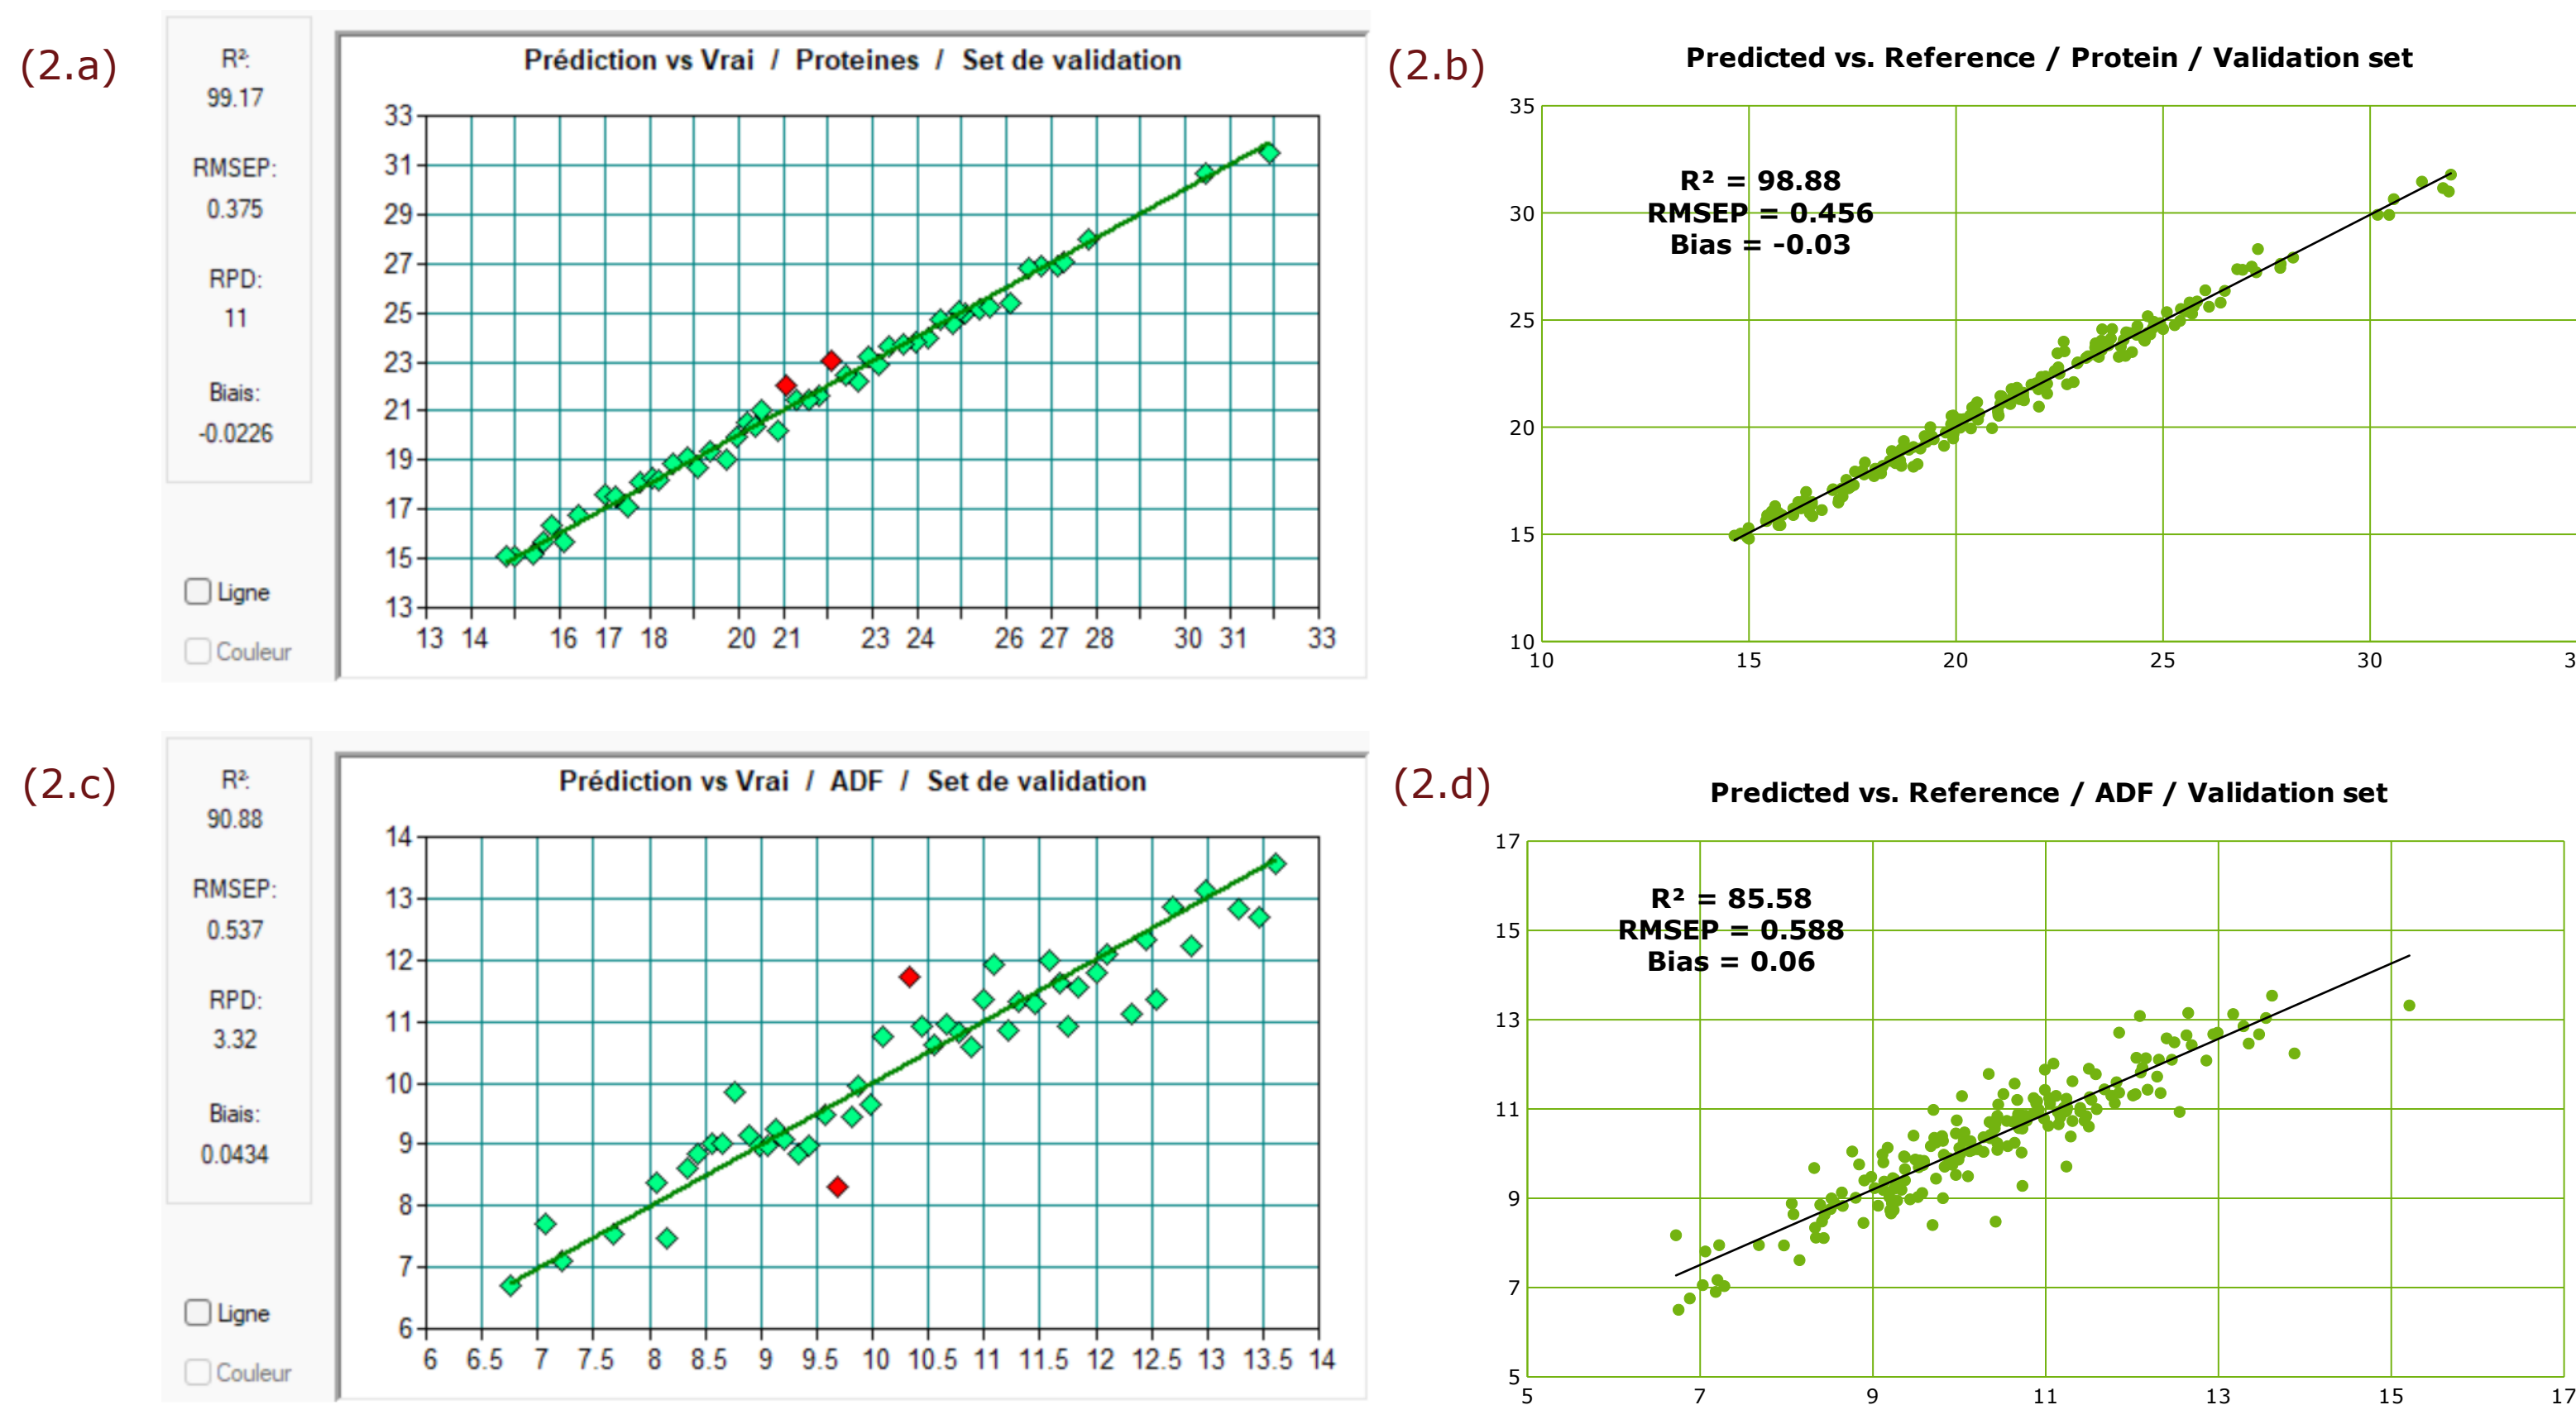 (2.a)
R²:
99.17
RMSEP:
0.375
RPD:
11
Biais:
-0.0226
Ligne
Couleur
Prédiction vs Vrai / Proteines / Set de validation
33
31
29
27
25
23
21
19
17
15
13
13 14 16 17 18 20 21 23 24 26 27 28 30 31 33
(2.b)
Predicted vs. Reference / Protein / Validation set
R² = 98.88
RMSEP = 0.456
Bias = -0.03
35
30
25
20
15
10
10 15 20 25 30 3
(2.c)
R²:
90.88
RMSEP:
0.537
RPD:
3.32
Biais:
0.0434
Ligne
Couleur
Prédiction vs Vrai / ADF / Set de validation
14
13
12
11
10
9
8
7
6
6 6.5 7 7.5 8 8.5 9 9.5 10 10.5 11 11.5 12 12.5 13 13.5 14
(2.d)
Predicted vs. Reference / ADF / Validation set
R² = 85.58
RMSEP = 0.588
Bias = 0.06
17
15
13
11
9
7
5
5 7 9 11 13 15 17